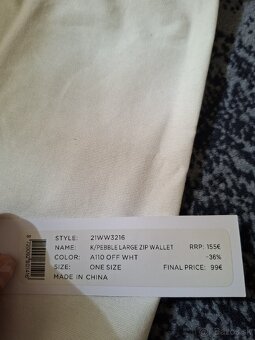 STYLE: 21WW3216
NAME: K/PEBBLE LARGE ZIP WALLET RRP: 155€
COLOR: A110 OFF WHT -36%
SIZE: ONE SIZE FINAL PRICE: 99€
MADE IN CHINA